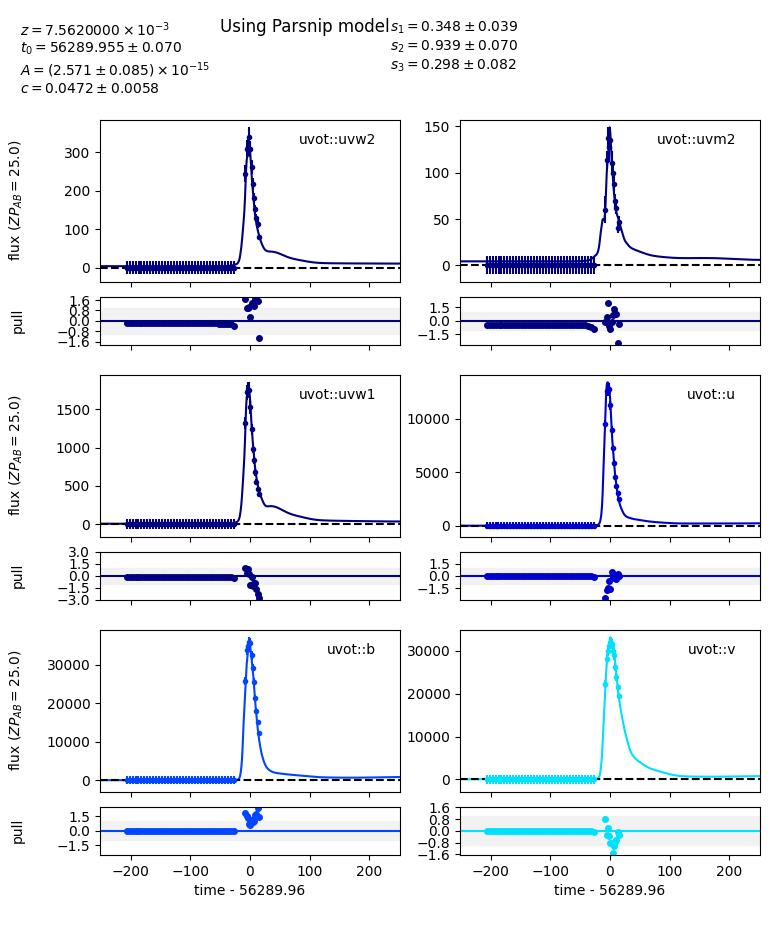 Using Parsnip model
z = 7.5620000 × 10⁻³
t₀ = 56289.955 ± 0.070
A = (2.571 ± 0.085) × 10⁻¹⁵
c = 0.0472 ± 0.0058
s₁ = 0.348 ± 0.039
s₂ = 0.939 ± 0.070
s₃ = 0.298 ± 0.082
flux (ZP_AB = 25.0)
300
200
100
0
uvot::uvw2
150
100
50
0
uvot::uvm2
pull
1.6
0.8
0.0
−0.8
−1.6
1.5
0.0
−1.5
flux (ZP_AB = 25.0)
1500
1000
500
0
uvot::uvw1
10000
5000
0
uvot::u
pull
3.0
1.5
0.0
−1.5
−3.0
1.5
0.0
−1.5
flux (ZP_AB = 25.0)
30000
20000
10000
0
uvot::b
30000
20000
10000
0
uvot::v
pull
1.5
0.0
−1.5
1.6
0.8
0.0
−0.8
−1.6
−200 −100 0 100 200
time - 56289.96
−200 −100 0 100 200
time - 56289.96